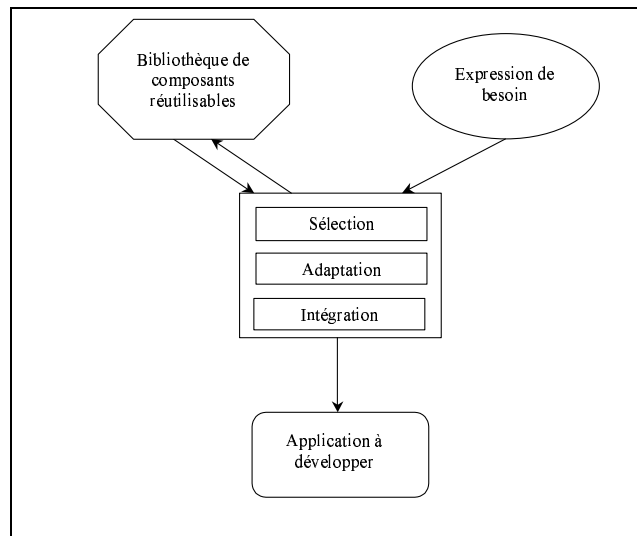 Bibliothèque de
composants
réutilisables
Expression de
besoin
Sélection
Adaptation
Intégration
Application à
développer